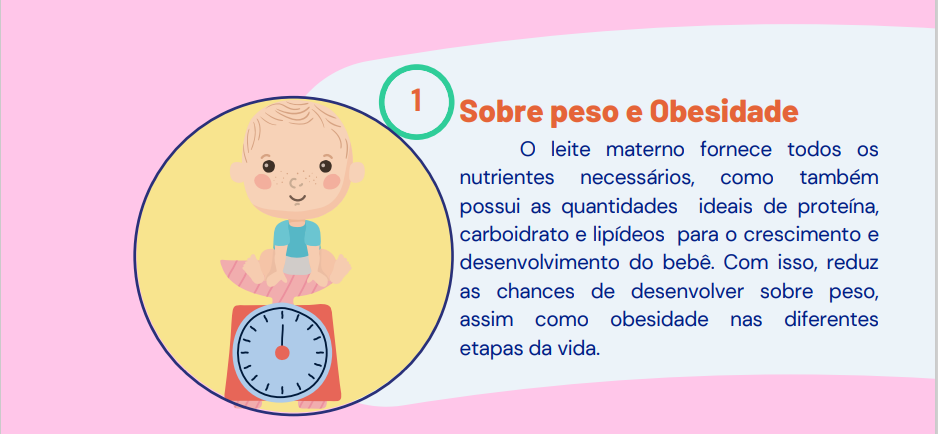 1
Sobre peso e Obesidade
O leite materno fornece todos os
nutrientes necessários, como também
possui as quantidades ideais de proteína,
carboidrato e lipídeos para o crescimento e
desenvolvimento do bebê. Com isso, reduz
as chances de desenvolver sobre peso,
assim como obesidade nas diferentes
etapas da vida.